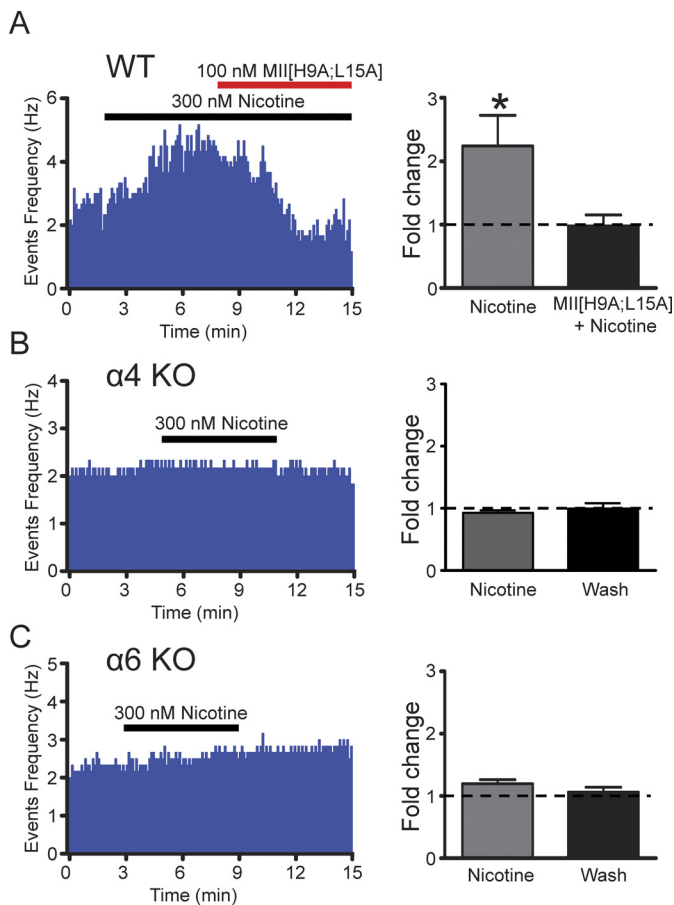 A
WT
100 nM MII[H9A;L15A]
300 nM Nicotine
Events Frequency (Hz)
6
4
2
0
0 3 6 9 12 15
Time (min)
Fold change
3
2
1
0
*
Nicotine
MII[H9A;L15A]
+ Nicotine
B
α4 KO
300 nM Nicotine
Events Frequency (Hz)
4
3
2
1
0
0 3 6 9 12 15
Time (min)
Fold change
3
2
1
0
Nicotine Wash
C
α6 KO
300 nM Nicotine
Events Frequency (Hz)
5
4
3
2
1
0
0 3 6 9 12 15
Time (min)
Fold change
3
2
1
0
Nicotine Wash